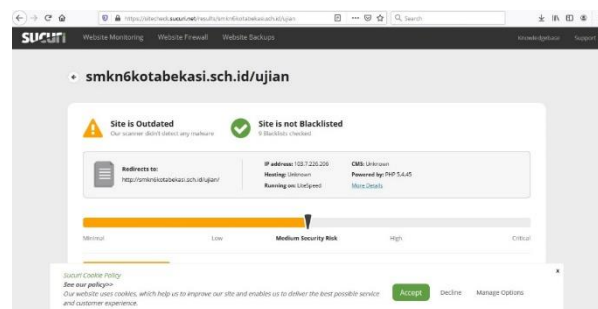 https://sitecheck.sucuri.net/results/smkn6kotabekasi.sch.id/ujian
Search
SUCURI Website Monitoring Website Firewall Website Backups Knowledgebase Support
smkn6kotabekasi.sch.id/ujian
Site is Outdated
Our scanner didn't detect any malware
Site is not Blacklisted
9 Blacklists checked
Redirects to:
http://smkn6kotabekasi.sch.id/ujian/
IP address: 103.7.226.206
Hosting: Unknown
Running on: LiteSpeed
CMS: Unknown
Powered by: PHP 5.4.45
More Details
Minimal Low Medium Security Risk High Critical
Sucuri Cookie Policy
See our policy>>
Our website uses cookies, which help us to improve our site and enables us to deliver the best possible service
and customer experience.
Accept Decline Manage Options
x